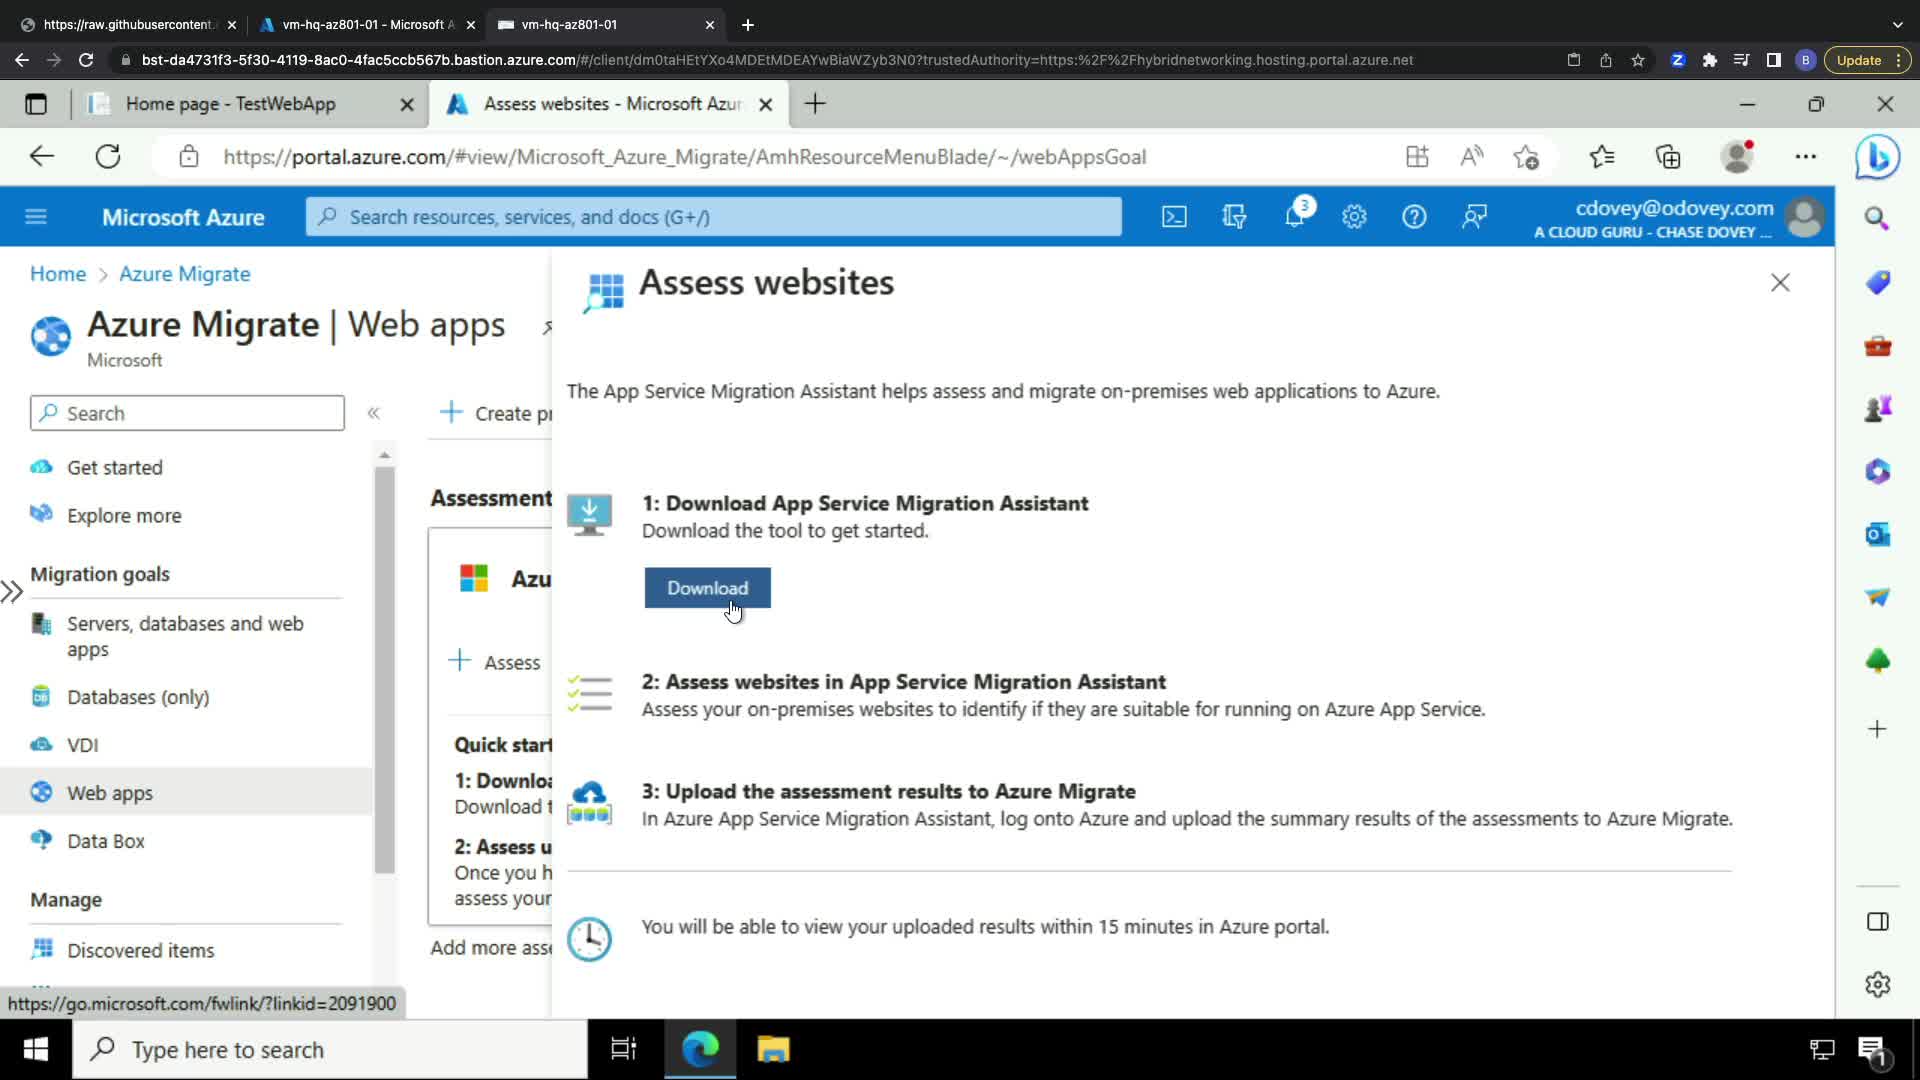 https://raw.githubusercontent.
vm-hq-az801-01 - Microsoft A
vm-hq-az801-01
bst-da4731f3-5f30-4119-8ac0-4fac5ccb567b.bastion.azure.com/#/client/dm0taHEtYXo4MDEtMDEAYwBiaWZyb3N0?trustedAuthority=https:%2F%2Fhybridnetworking.hosting.portal.azure.net
B
Update
Home page - TestWebApp
Assess websites - Microsoft Azur
https://portal.azure.com/#view/Microsoft_Azure_Migrate/AmhResourceMenuBlade/~/webAppsGoal
Microsoft Azure
Search resources, services, and docs (G+/)
3
cdovey@odovey.com
A CLOUD GURU - CHASE DOVEY ...
Home > Azure Migrate
Azure Migrate | Web apps
Microsoft
Search
Get started
Explore more
Migration goals
Servers, databases and web
apps
Databases (only)
VDI
Web apps
Data Box
Manage
Discovered items
Create pr
Assessment
Azu
Assess
Quick start
1: Downloa
Download t
2: Assess u
Once you h
assess your
Add more asse
Assess websites
The App Service Migration Assistant helps assess and migrate on-premises web applications to Azure.
1: Download App Service Migration Assistant
Download the tool to get started.
Download
2: Assess websites in App Service Migration Assistant
Assess your on-premises websites to identify if they are suitable for running on Azure App Service.
3: Upload the assessment results to Azure Migrate
In Azure App Service Migration Assistant, log onto Azure and upload the summary results of the assessments to Azure Migrate.
You will be able to view your uploaded results within 15 minutes in Azure portal.
https://go.microsoft.com/fwlink/?linkid=2091900
Type here to search
1